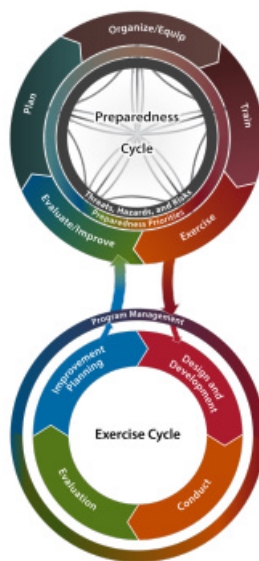 Organize/Equip
Plan
Train
Preparedness
Cycle
Threats, Hazards, and Risks
Preparedness Priorities
Evaluate/Improve
Exercise
Program Management
Improvement
Planning
Design and
Development
Exercise Cycle
Evaluation
Conduct